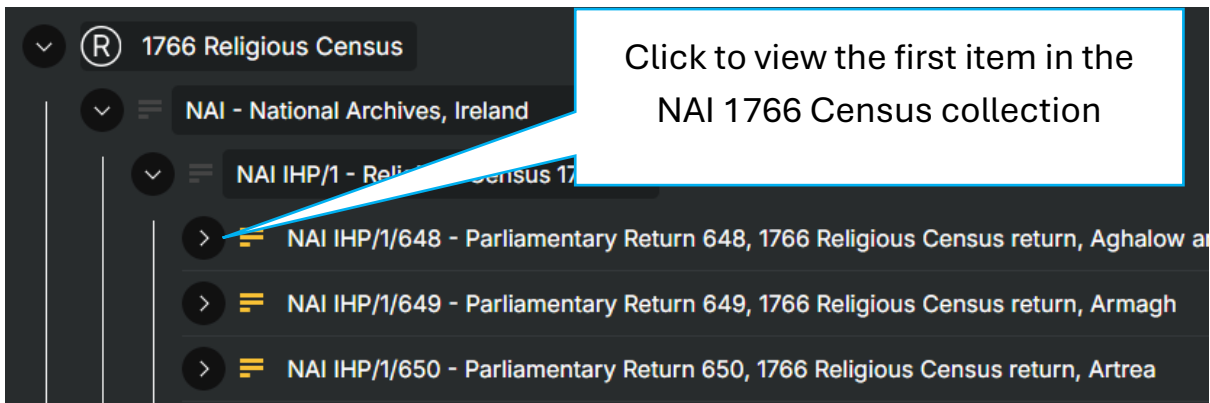 R 1766 Religious Census
Click to view the first item in the
NAI 1766 Census collection
NAI - National Archives, Ireland
NAI IHP/1 - Census 17
NAI IHP/1/648 - Parliamentary Return 648, 1766 Religious Census return, Aghalow
NAI IHP/1/649 - Parliamentary Return 649, 1766 Religious Census return, Armagh
NAI IHP/1/650 - Parliamentary Return 650, 1766 Religious Census return, Artrea